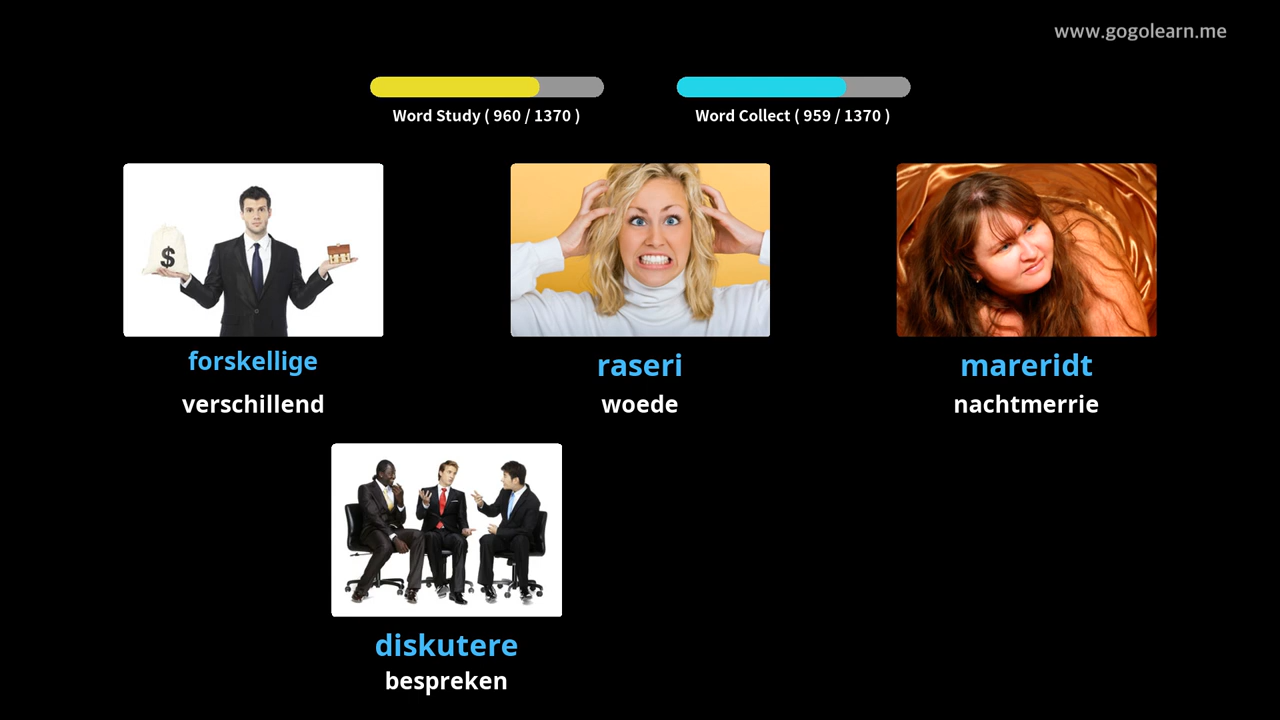 www.gogolearn.me
Word Study ( 960 / 1370 )
Word Collect ( 959 / 1370 )
$
forskellige
verschillend
raseri
woede
mareridt
nachtmerrie
diskutere
bespreken